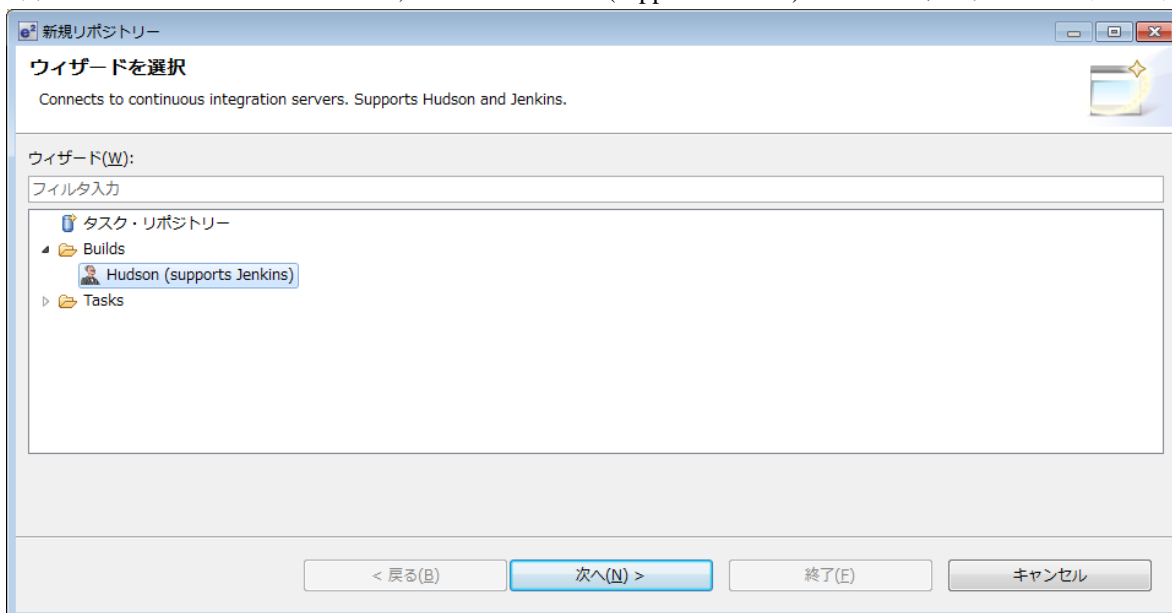 新規リポジトリー
ウィザードを選択
Connects to continuous integration servers. Supports Hudson and Jenkins.
ウィザード(W):
フィルタ入力
タスク・リポジトリー
Builds
Hudson (supports Jenkins)
Tasks
< 戻る(B) 次へ(N) > 終了(F) キャンセル